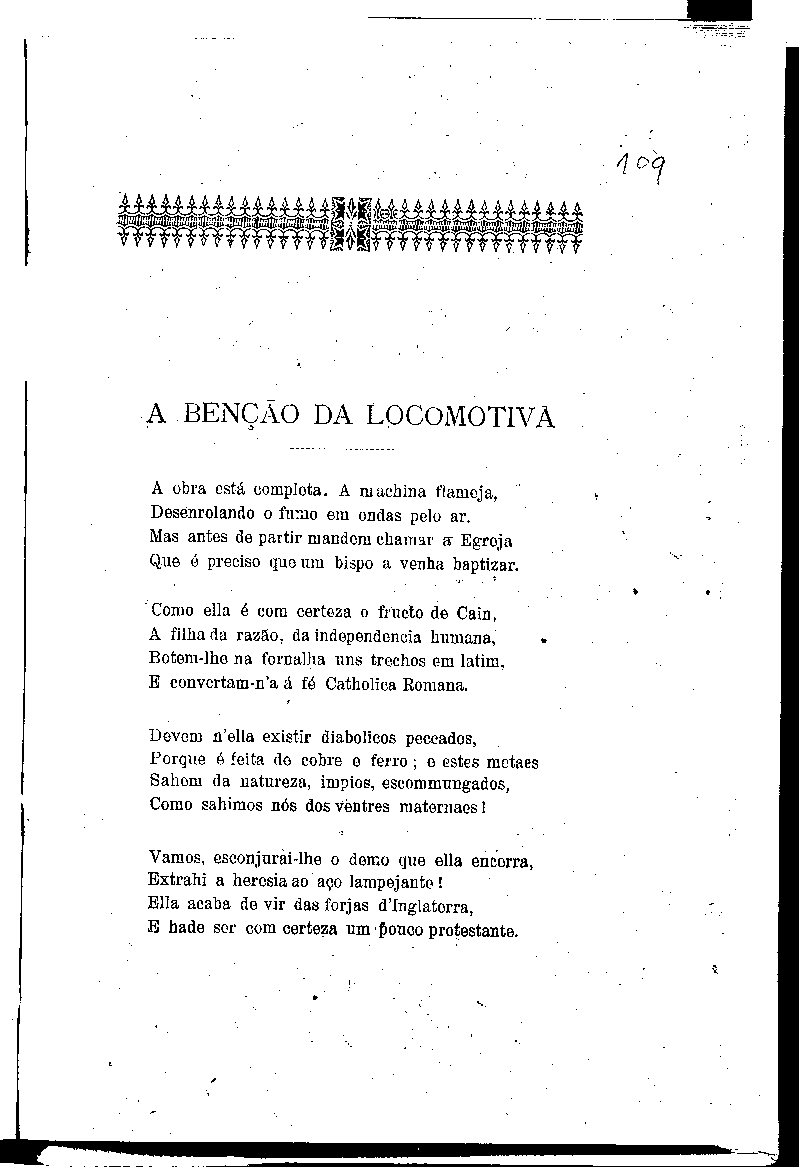 109
A BENÇÃO DA LOCOMOTIVA
A obra está completa. A machina flameja,
Desenrolando o fumo em ondas pelo ar.
Mas antes de partir mandem chamar a Egreja
Que é preciso que um bispo a venha baptizar.
Como ella é com certeza o fructo de Cain,
A filha da razão, da independencia humana,
Botem-lhe na fornalha uns trechos em latim,
E convertam-n'a á fé Catholica Romana.
Devem n'ella existir diabolicos peccados,
Porque é feita de cobre e ferro; e estes metaes
Sahem da natureza, impios, escommungados,
Como sahimos nós dos ventres maternaes!
Vamos, esconjurai-lhe o demo que ella encerra,
Extrahi a heresia ao aço lampejante!
Ella acaba de vir das forjas d'Inglaterra,
E hade ser com certeza um pouco protestante.